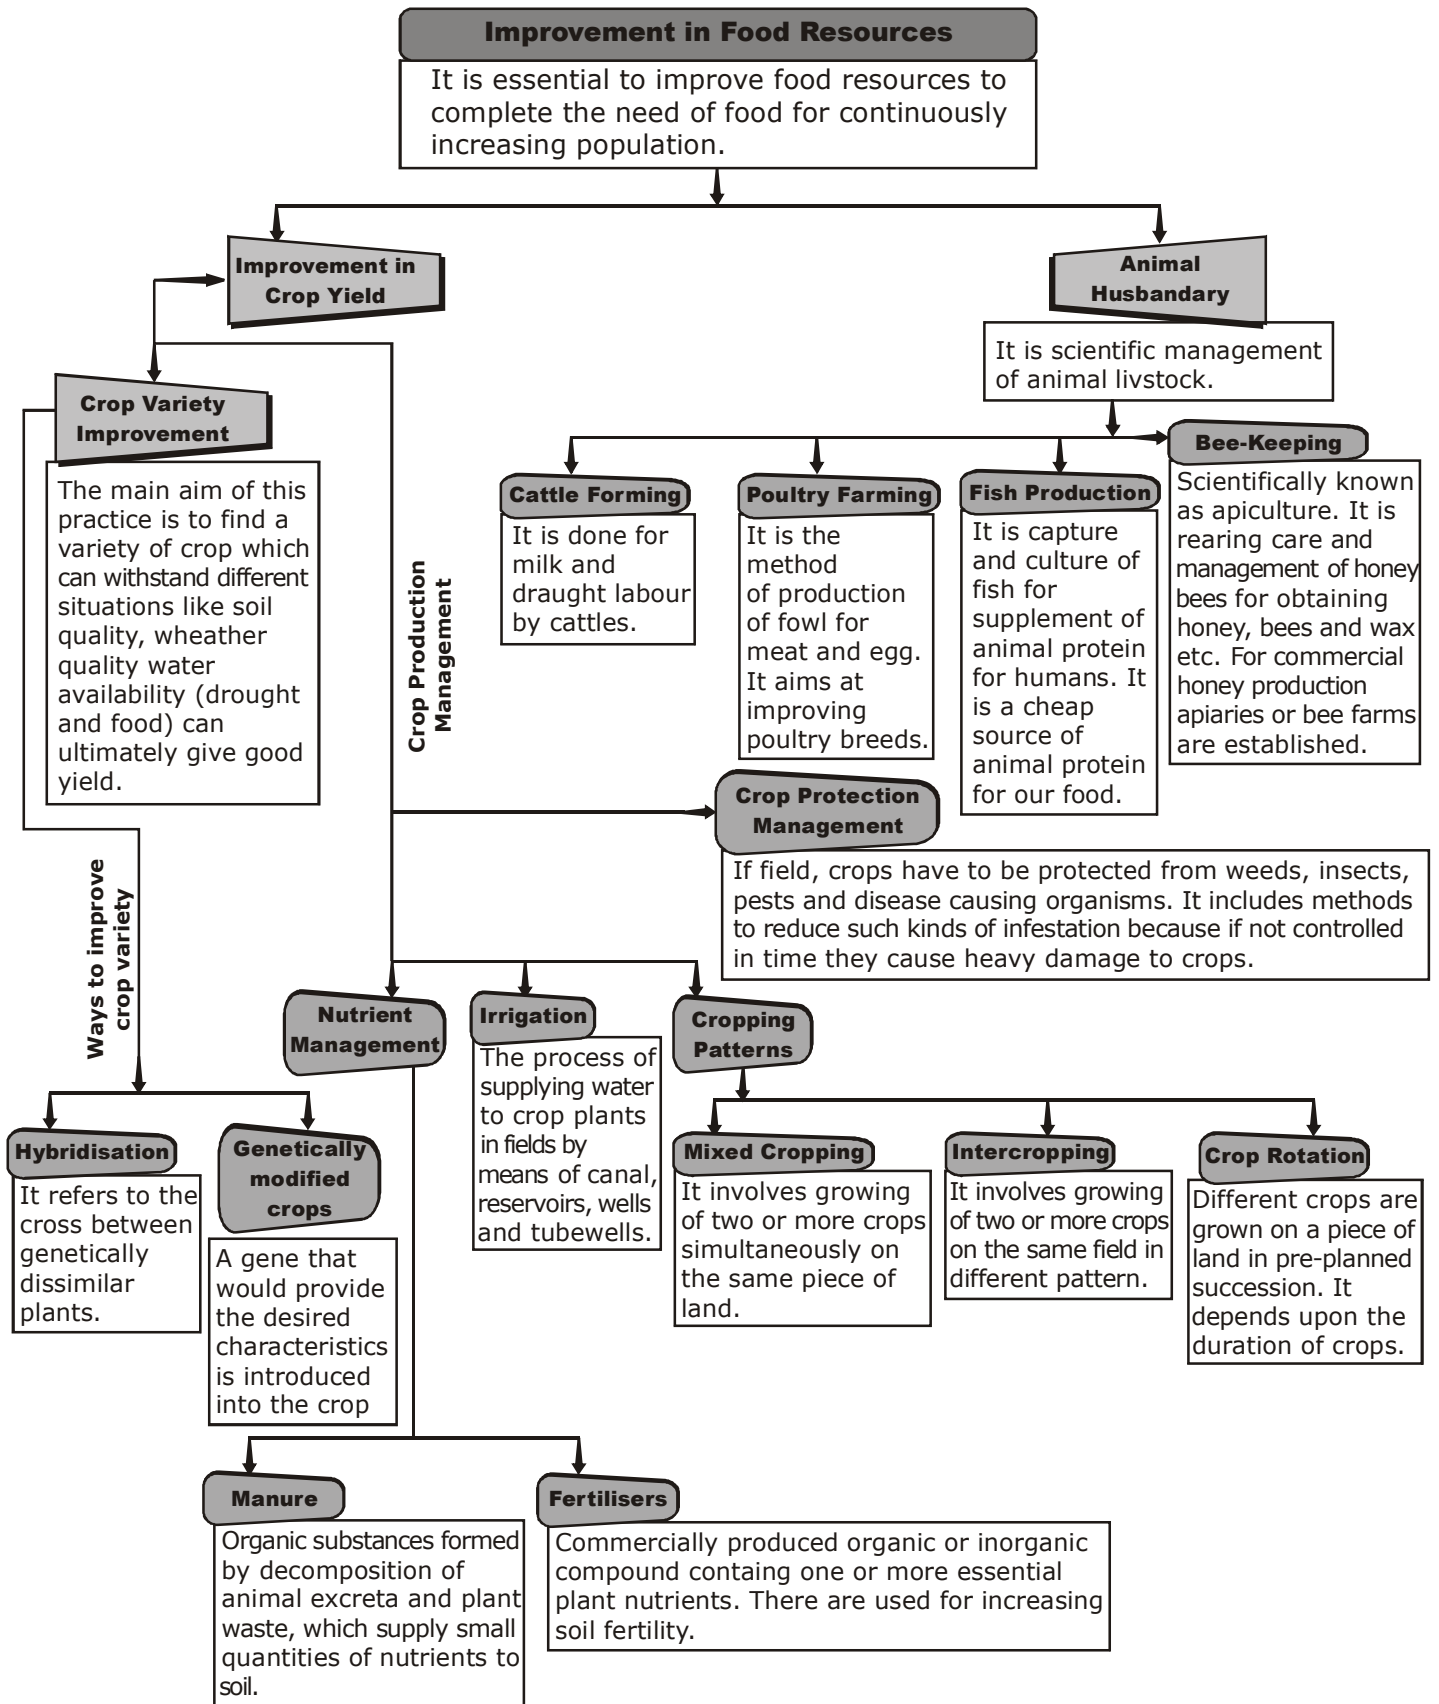 Improvement in Food Resources
It is essential to improve food resources to
complete the need of food for continuously
increasing population.
Improvement in
Crop Yield
Animal
Husbandary
It is scientific management
of animal livstock.
Crop Variety
Improvement
The main aim of this
practice is to find a
variety of crop which
can withstand different
situations like soil
quality, wheather
quality water
availability (drought
and food) can
ultimately give good
yield.
Crop Production
Management
Cattle Forming
It is done for
milk and
draught labour
by cattles.
Poultry Farming
It is the
method
of production
of fowl for
meat and egg.
It aims at
improving
poultry breeds.
Fish Production
It is capture
and culture of
fish for
supplement of
animal protein
for humans. It
is a cheap
source of
animal protein
for our food.
Bee-Keeping
Scientifically known
as apiculture. It is
rearing care and
management of honey
bees for obtaining
honey, bees and wax
etc. For commercial
honey production
apiaries or bee farms
are established.
Crop Protection
Management
If field, crops have to be protected from weeds, insects,
pests and disease causing organisms. It includes methods
to reduce such kinds of infestation because if not controlled
in time they cause heavy damage to crops.
Ways to improve
crop variety
Nutrient
Management
Irrigation
The process of
supplying water
to crop plants
in fields by
means of canal,
reservoirs, wells
and tubewells.
Cropping
Patterns
Hybridisation
It refers to the
cross between
genetically
dissimilar
plants.
Genetically
modified
crops
A gene that
would provide
the desired
characteristics
is introduced
into the crop
Mixed Cropping
It involves growing
of two or more crops
simultaneously on
the same piece of
land.
Intercropping
It involves growing
of two or more crops
on the same field in
different pattern.
Crop Rotation
Different crops are
grown on a piece of
land in pre-planned
succession. It
depends upon the
duration of crops.
Manure
Organic substances formed
by decomposition of
animal excreta and plant
waste, which supply small
quantities of nutrients to
soil.
Fertilisers
Commercially produced organic or inorganic
compound containg one or more essential
plant nutrients. There are used for increasing
soil fertility.